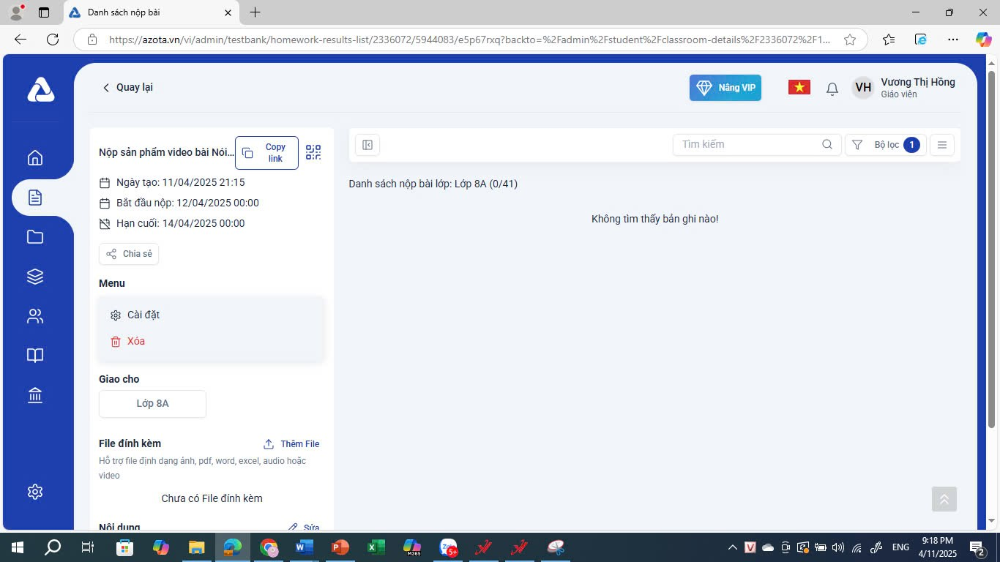 Danh sách nộp bài
https://azota.vn/vi/admin/testbank/homework-results-list/2336072/5944083/e5p67rxq?backto=%2Fadmin%2Fstudent%2Fclassroom-details%2F2336072%2F1...
Quay lại
Nâng VIP
VH
Vương Thị Hồng
Giáo viên
Nộp sản phẩm video bài Nói...
Copy
link
Ngày tạo: 11/04/2025 21:15
Bắt đầu nộp: 12/04/2025 00:00
Hạn cuối: 14/04/2025 00:00
Chia sẻ
Menu
Cài đặt
Xóa
Giao cho
Lớp 8A
File đính kèm
Thêm File
Hỗ trợ file định dạng ảnh, pdf, word, excel, audio hoặc
video
Chưa có File đính kèm
Nội dung
Sửa
Tìm kiếm
Bộ lọc 1
Danh sách nộp bài lớp: Lớp 8A (0/41)
Không tìm thấy bản ghi nào!
M365
5+
ENG
9:18 PM
4/11/2025
2